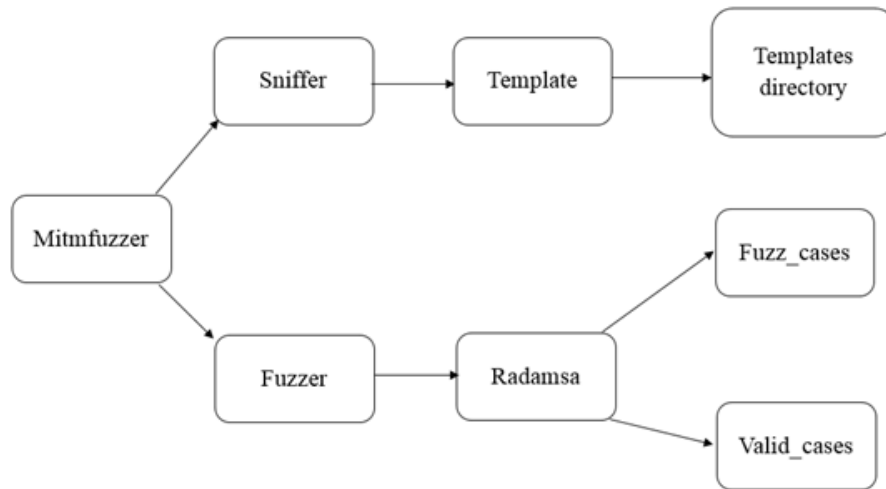 Sniffer
Template
Templates
directory
Mitmfuzzer
Fuzz_cases
Fuzzer
Radamsa
Valid_cases